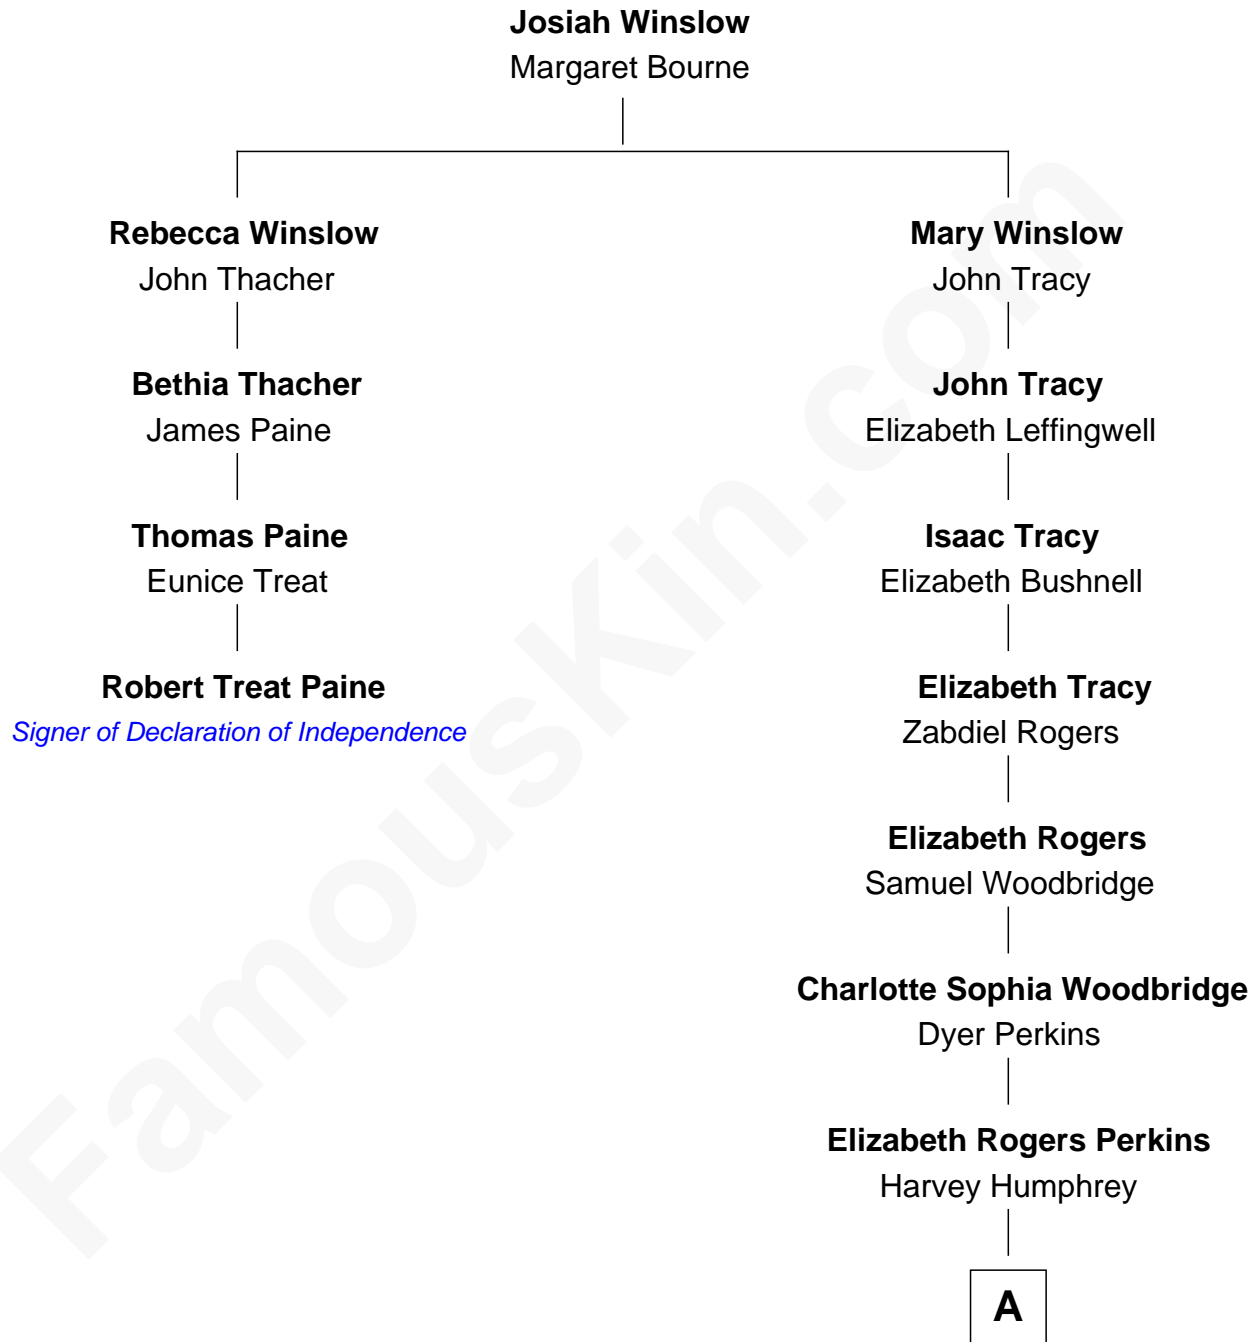 Josiah Winslow
Margaret Bourne
Rebecca Winslow
John Thacher
Mary Winslow
John Tracy
Bethia Thacher
James Paine
John Tracy
Elizabeth Leffingwell
Thomas Paine
Eunice Treat
Isaac Tracy
Elizabeth Bushnell
Robert Treat Paine
Signer of Declaration of Independence
Elizabeth Tracy
Zabdiel Rogers
Elizabeth Rogers
Samuel Woodbridge
Charlotte Sophia Woodbridge
Dyer Perkins
Elizabeth Rogers Perkins
Harvey Humphrey
A
FamousKin.com